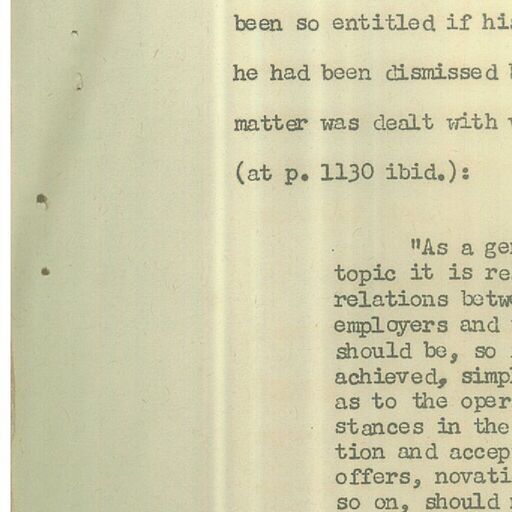 been so entitled if his
he had been dismissed
matter was dealt with
(at p. 1130 ibid.):
"As a gen
topic it is re
relations betwe
employers and
should be, so
achieved, simpl
as to the oper
stances in the
tion and accep
offers, novati
so on, should